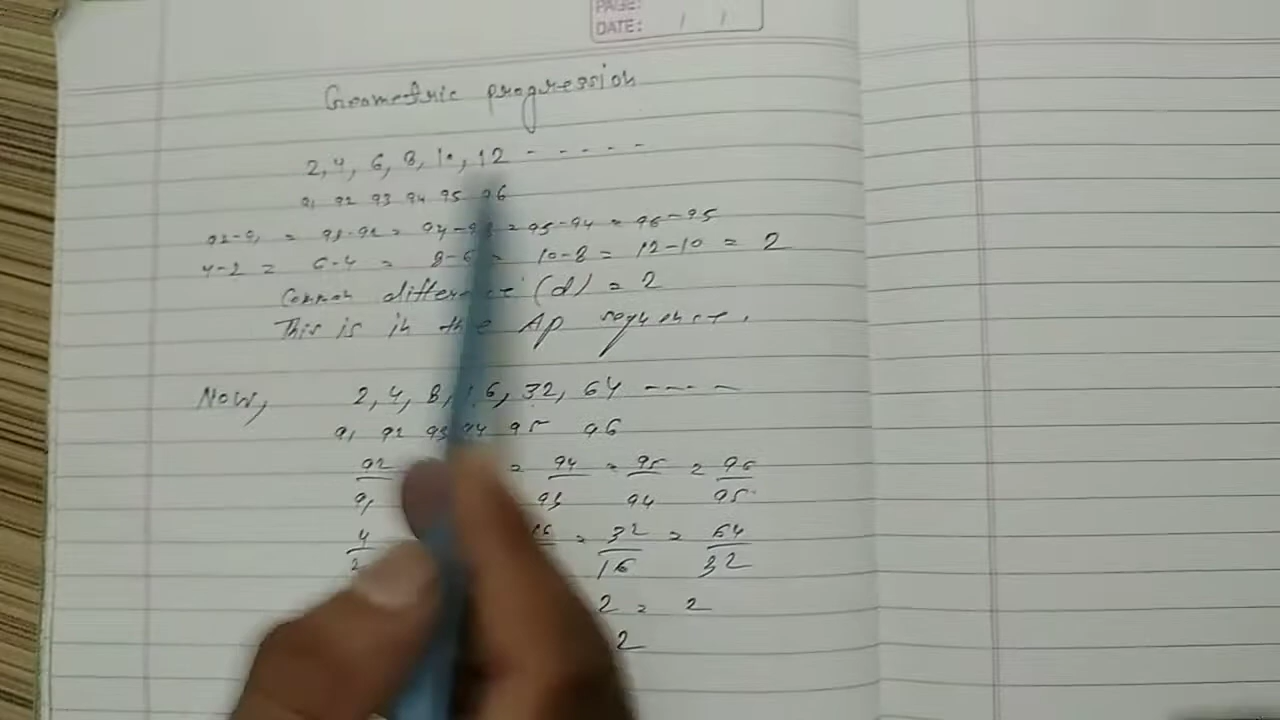 PAGE:
DATE: / /
Geometric progression
2, 4, 6, 8, 10, 12 - - - - -
a1 a2 a3 a4 a5 a6
a2-a1 = a3-a2 = a4-a3 = a5-a4 = a6-a5
4-2 = 6-4 = 8-6 = 10-8 = 12-10 = 2
Common difference (d) = 2
This is in the AP
Now, 2, 4, 8, 16, 32, 64 ----
a1 a2 a3 a4 a5 a6
a2/a1 = a4/a3 = a5/a4 = a6/a5
4/2 16 = 32/16 = 64/32
2 = 2
2